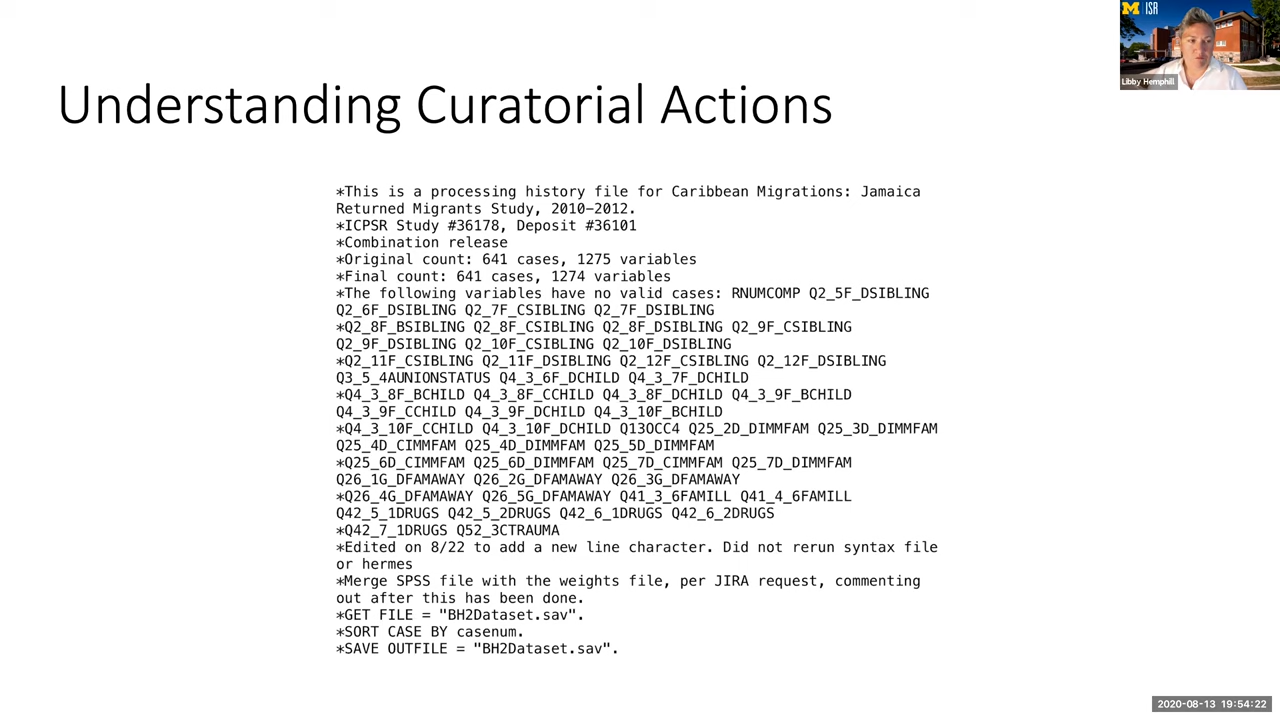 M ISR
Libby Hemphill
Understanding Curatorial Actions
*This is a processing history file for Caribbean Migrations: Jamaica
Returned Migrants Study, 2010-2012.
*ICPSR Study #36178, Deposit #36101
*Combination release
*Original count: 641 cases, 1275 variables
*Final count: 641 cases, 1274 variables
*The following variables have no valid cases: RNUMCOMP Q2_5F_DSIBLING
Q2_6F_DSIBLING Q2_7F_CSIBLING Q2_7F_DSIBLING
*Q2_8F_BSIBLING Q2_8F_CSIBLING Q2_8F_DSIBLING Q2_9F_CSIBLING
Q2_9F_DSIBLING Q2_10F_CSIBLING Q2_10F_DSIBLING
*Q2_11F_CSIBLING Q2_11F_DSIBLING Q2_12F_CSIBLING Q2_12F_DSIBLING
Q3_5_4AUNIONSTATUS Q4_3_6F_DCHILD Q4_3_7F_DCHILD
*Q4_3_8F_BCHILD Q4_3_8F_CCHILD Q4_3_8F_DCHILD Q4_3_9F_BCHILD
Q4_3_9F_CCHILD Q4_3_9F_DCHILD Q4_3_10F_BCHILD
*Q4_3_10F_CCHILD Q4_3_10F_DCHILD Q13OCC4 Q25_2D_DIMMFAM Q25_3D_DIMMFAM
Q25_4D_CIMMFAM Q25_4D_DIMMFAM Q25_5D_DIMMFAM
*Q25_6D_CIMMFAM Q25_6D_DIMMFAM Q25_7D_CIMMFAM Q25_7D_DIMMFAM
Q26_1G_DFAMAWAY Q26_2G_DFAMAWAY Q26_3G_DFAMAWAY
*Q26_4G_DFAMAWAY Q26_5G_DFAMAWAY Q41_3_6FAMILL Q41_4_6FAMILL
Q42_5_1DRUGS Q42_5_2DRUGS Q42_6_1DRUGS Q42_6_2DRUGS
*Q42_7_1DRUGS Q52_3CTRAUMA
*Edited on 8/22 to add a new line character. Did not rerun syntax file
or hermes
*Merge SPSS file with the weights file, per JIRA request, commenting
out after this has been done.
*GET FILE = "BH2Dataset.sav".
*SORT CASE BY casenum.
*SAVE OUTFILE = "BH2Dataset.sav".
2020-08-13 19:54:22